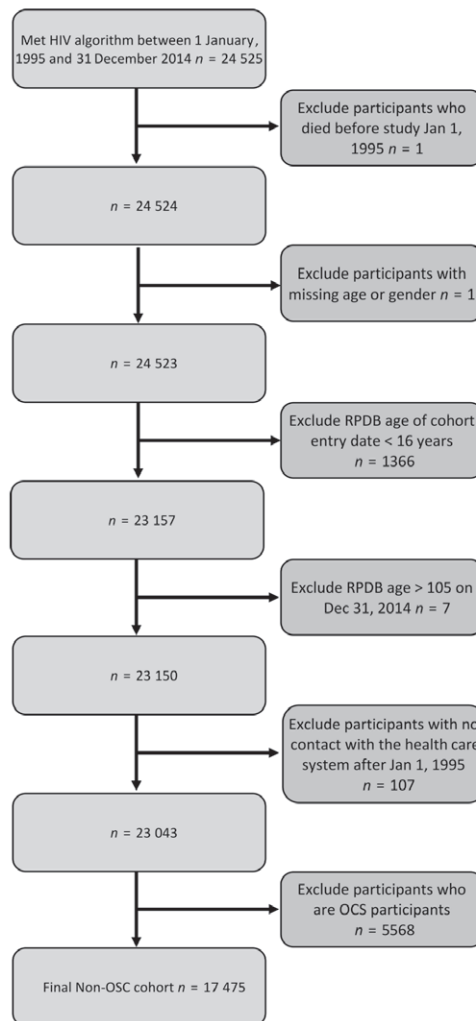 Met HIV algorithm between 1 January,
1995 and 31 December 2014 n = 24 525
Exclude participants who
died before study Jan 1,
1995 n = 1
n = 24 524
Exclude participants with
missing age or gender n = 1
n = 24 523
Exclude RPDB age of cohort
entry date < 16 years
n = 1366
n = 23 157
Exclude RPDB age > 105 on
Dec 31, 2014 n = 7
n = 23 150
Exclude participants with no
contact with the health care
system after Jan 1, 1995
n = 107
n = 23 043
Exclude participants who
are OCS participants
n = 5568
Final Non-OSC cohort n = 17 475